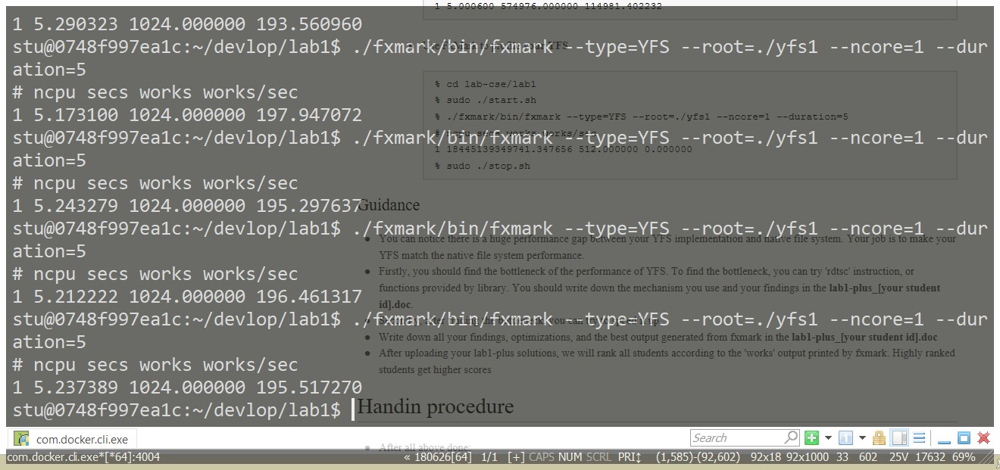 1 5.000600 574976.000000 114981.402232
1 5.290323 1024.000000 193.560960
stu@0748f997ea1c:~/devlop/lab1$ ./fxmark/bin/fxmark --type=YFS --root=./yfs1 --ncore=1 --dur
ation=5
# ncpu secs works works/sec
1 5.173100 1024.000000 197.947072
stu@0748f997ea1c:~/devlop/lab1$ ./fxmark/bin/fxmark --type=YFS --root=./yfs1 --ncore=1 --dur
ation=5
# ncpu secs works works/sec
1 5.243279 1024.000000 195.297637
stu@0748f997ea1c:~/devlop/lab1$ ./fxmark/bin/fxmark --type=YFS --root=./yfs1 --ncore=1 --dur
ation=5
# ncpu secs works works/sec
1 5.212222 1024.000000 196.461317
stu@0748f997ea1c:~/devlop/lab1$ ./fxmark/bin/fxmark --type=YFS --root=./yfs1 --ncore=1 --dur
ation=5
# ncpu secs works works/sec
1 5.237389 1024.000000 195.517270
stu@0748f997ea1c:~/devlop/lab1$
% cd lab-cse/lab1
% sudo ./start.sh
% ./fxmark/bin/fxmark --type=YFS --root=./yfs1 --ncore=1 --duration=5
# ncpu secs works works/sec
1 18445139349741.347656 512.000000 0.000000
% sudo ./stop.sh
Guidance
● You can notice there is a huge performance gap between your YFS implementation and native file system. Your job is to make your
YFS match the native file system performance.
● Firstly, you should find the bottleneck of the performance of YFS. To find the bottleneck, you can try 'rdtsc' instruction, or
functions provided by library. You should write down the mechanism you use and your findings in the lab1-plus_[your student
id].doc.
● Write down all your findings, optimizations, and the best output generated from fxmark in the lab1-plus_[your student id].doc
● After uploading your lab1-plus solutions, we will rank all students according to the 'works' output printed by fxmark. Highly ranked
students get higher scores
Handin procedure
● After all above done:
com.docker.cli.exe
Search
com.docker.cli.exe*[*64]:4004
« 180626[64] 1/1 [+] CAPS NUM SCRL PRI↕ (1,585)-(92,602) 92x18 92x1000 33 602 25V 17632 69%